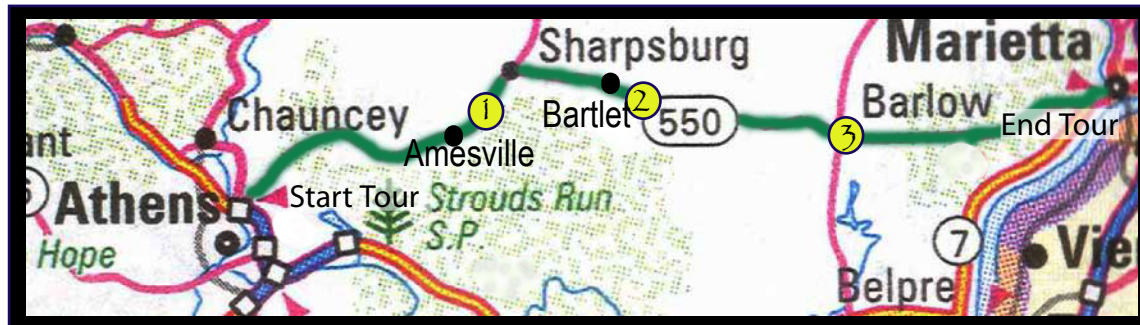 Sharpsburg
Marietta
Chauncey
1
Bartlet
2
550
Barlow
3
End Tour
ant
Amesville
Athens
Start Tour
Strouds Run
S.P.
Hope
7
Vie
Belpre